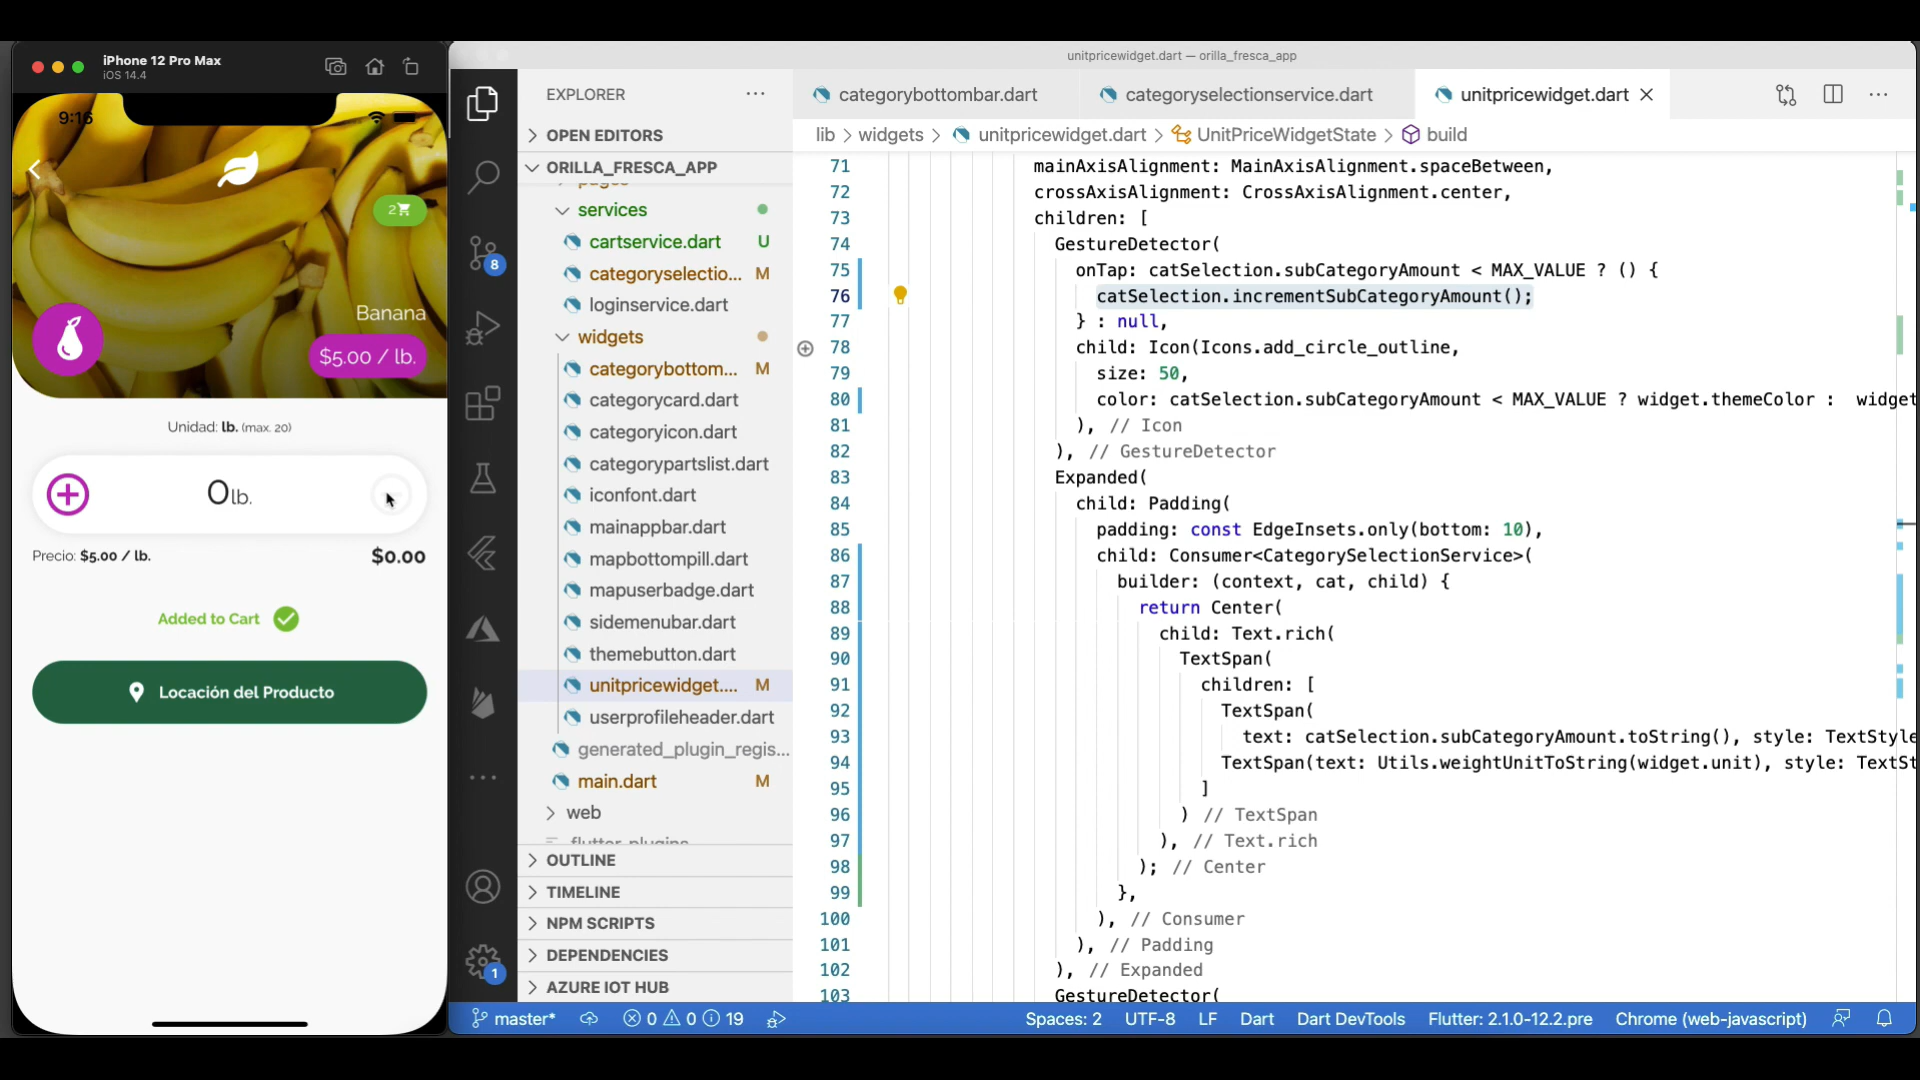 iPhone 12 Pro Max
iOS 14.4
9:16
2
Banana
$5.00 / lb.
Unidad: lb. (max. 20)
0lb.
Precio: $5.00 / lb.
$0.00
Added to Cart
Locación del Producto
unitpricewidget.dart — orilla_fresca_app
EXPLORER
OPEN EDITORS
ORILLA_FRESCA_APP
pages
services
cartservice.dart U
categoryselectio... M
loginservice.dart
widgets
categorybottom... M
categorycard.dart
categoryicon.dart
categorypartslist.dart
iconfont.dart
mainappbar.dart
mapbottompill.dart
mapuserbadge.dart
sidemenubar.dart
themebutton.dart
unitpricewidget.... M
userprofileheader.dart
generated_plugin_regis...
main.dart M
web
OUTLINE
TIMELINE
NPM SCRIPTS
DEPENDENCIES
AZURE IOT HUB
8
1
categorybottombar.dart
categoryselectionservice.dart
unitpricewidget.dart
lib > widgets > unitpricewidget.dart > UnitPriceWidgetState > build
71 mainAxisAlignment: MainAxisAlignment.spaceBetween,
72 crossAxisAlignment: CrossAxisAlignment.center,
73 children: [
74 GestureDetector(
75 onTap: catSelection.subCategoryAmount < MAX_VALUE ? () {
76 catSelection.incrementSubCategoryAmount();
77 } : null,
78 child: Icon(Icons.add_circle_outline,
79 size: 50,
80 color: catSelection.subCategoryAmount < MAX_VALUE ? widget.themeColor : widget
81 ), // Icon
82 ), // GestureDetector
83 Expanded(
84 child: Padding(
85 padding: const EdgeInsets.only(bottom: 10),
86 child: Consumer<CategorySelectionService>(
87 builder: (context, cat, child) {
88 return Center(
89 child: Text.rich(
90 TextSpan(
91 children: [
92 TextSpan(
93 text: catSelection.subCategoryAmount.toString(), style: TextStyle
94 TextSpan(text: Utils.weightUnitToString(widget.unit), style: TextSt
95 ]
96 ) // TextSpan
97 ), // Text.rich
98 ); // Center
99 },
100 ), // Consumer
101 ), // Padding
102 ), // Expanded
103 GestureDetector(
master* 0 0 19 Spaces: 2 UTF-8 LF Dart Dart DevTools Flutter: 2.1.0-12.2.pre Chrome (web-javascript)